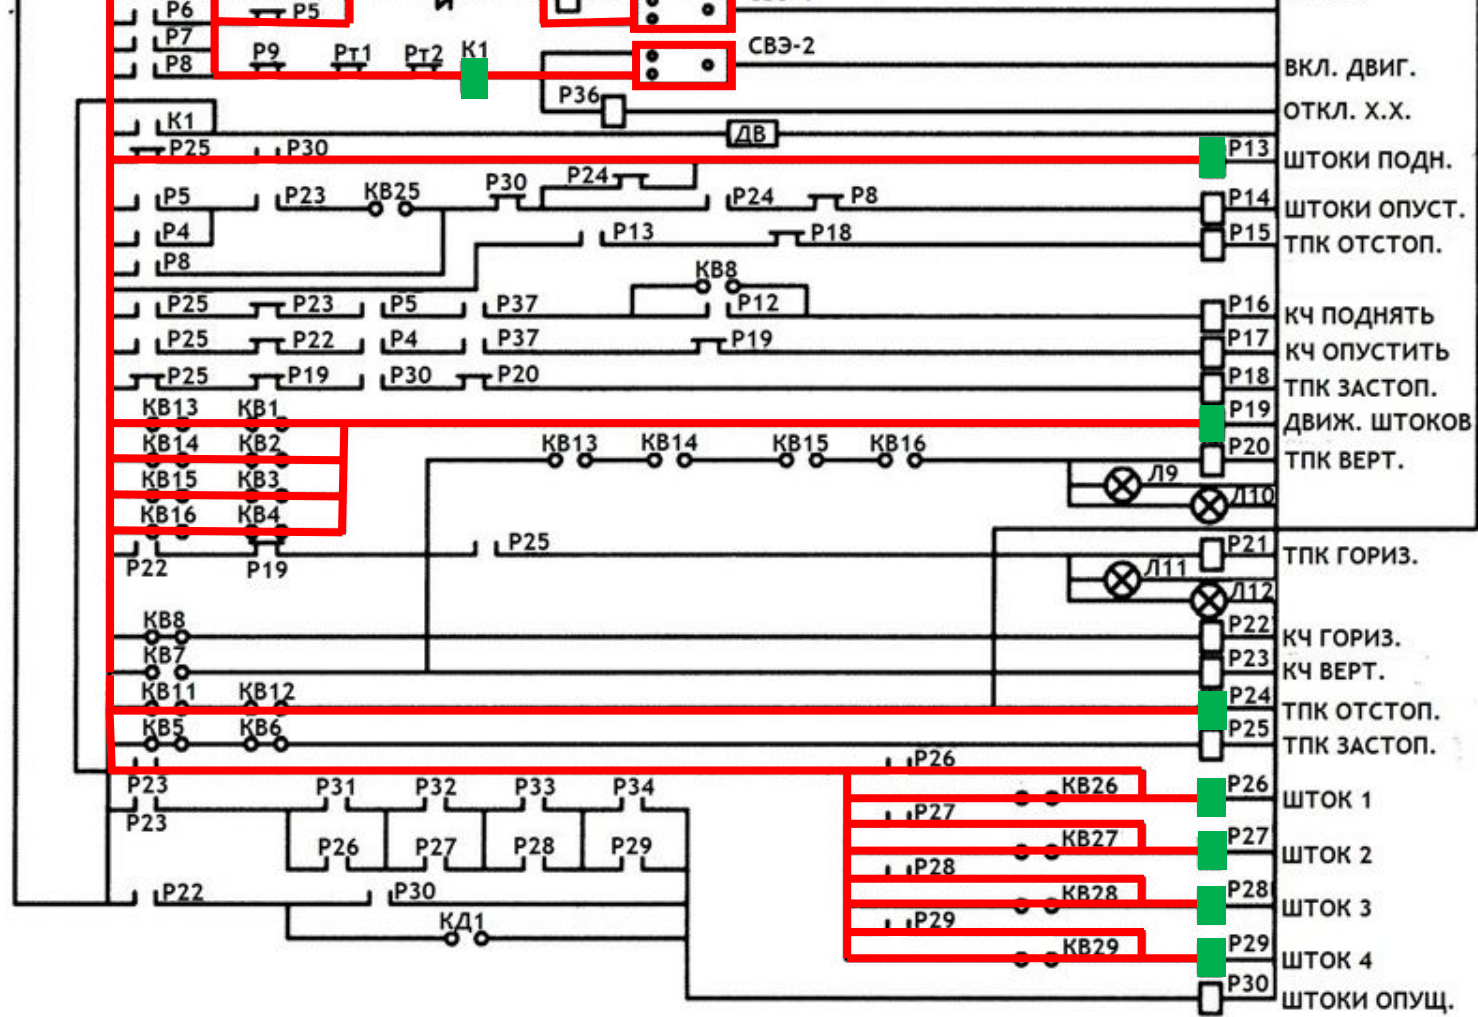 Р6 Р5
Р7 К1 СВЭ-2
Р8 Р9 Рт1 Рт2 ВКЛ. ДВИГ.
Р36 ОТКЛ. Х.Х.
К1 ДВ
Р25 Р30 Р13 ШТОКИ ПОДН.
Р5 Р23 КВ25 Р30 Р24 Р24 Р8 Р14 ШТОКИ ОПУСТ.
Р4 Р13 Р18 Р15 ТПК ОТСТОП.
Р8
КВ8
Р25 Р23 Р5 Р37 Р12 Р16 КЧ ПОДНЯТЬ
Р25 Р22 Р4 Р37 Р19 Р17 КЧ ОПУСТИТЬ
Р25 Р19 Р30 Р20 Р18 ТПК ЗАСТОП.
КВ13 КВ1 Р19 ДВИЖ. ШТОКОВ
КВ14 КВ2 КВ13 КВ14 КВ15 КВ16 Р20 ТПК ВЕРТ.
КВ15 КВ3 Л9
КВ16 КВ4 Л10
Р22 Р19 Р25 Р21 ТПК ГОРИЗ.
Л11
Л12
КВ8 Р22 КЧ ГОРИЗ.
КВ7 Р23 КЧ ВЕРТ.
КВ11 КВ12 Р24 ТПК ОТСТОП.
КВ5 КВ6 Р25 ТПК ЗАСТОП.
Р26
Р23 Р31 Р32 Р33 Р34 КВ26 Р26 ШТОК 1
Р23 Р27
Р26 Р27 Р28 Р29 КВ27 Р27 ШТОК 2
Р28
Р22 Р30 КВ28 Р28 ШТОК 3
КД1 Р29
КВ29 Р29 ШТОК 4
Р30 ШТОКИ ОПУЩ.